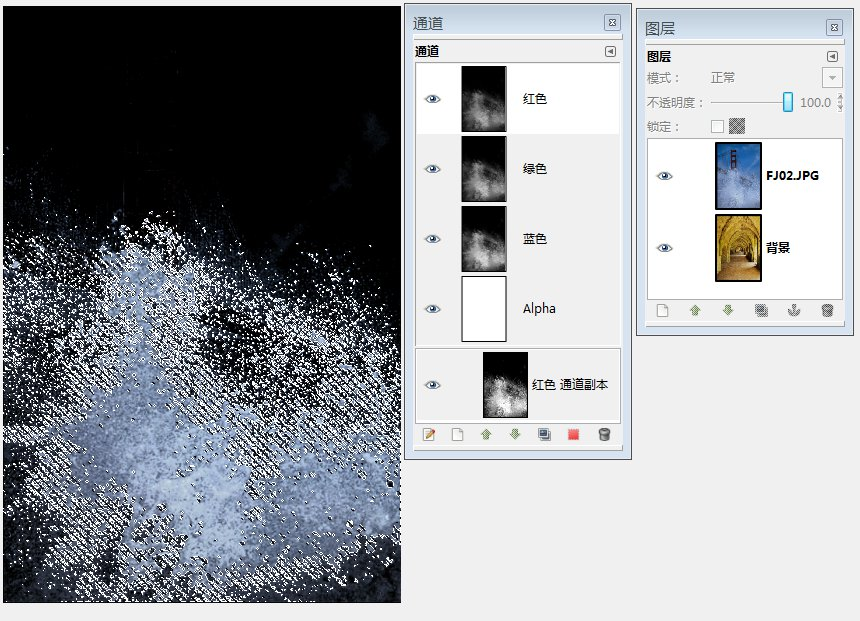 通道
通道
红色
绿色
蓝色
Alpha
红色 通道副本
图层
图层
模式： 正常
不透明度： 100.0
锁定：
FJ02.JPG
背景